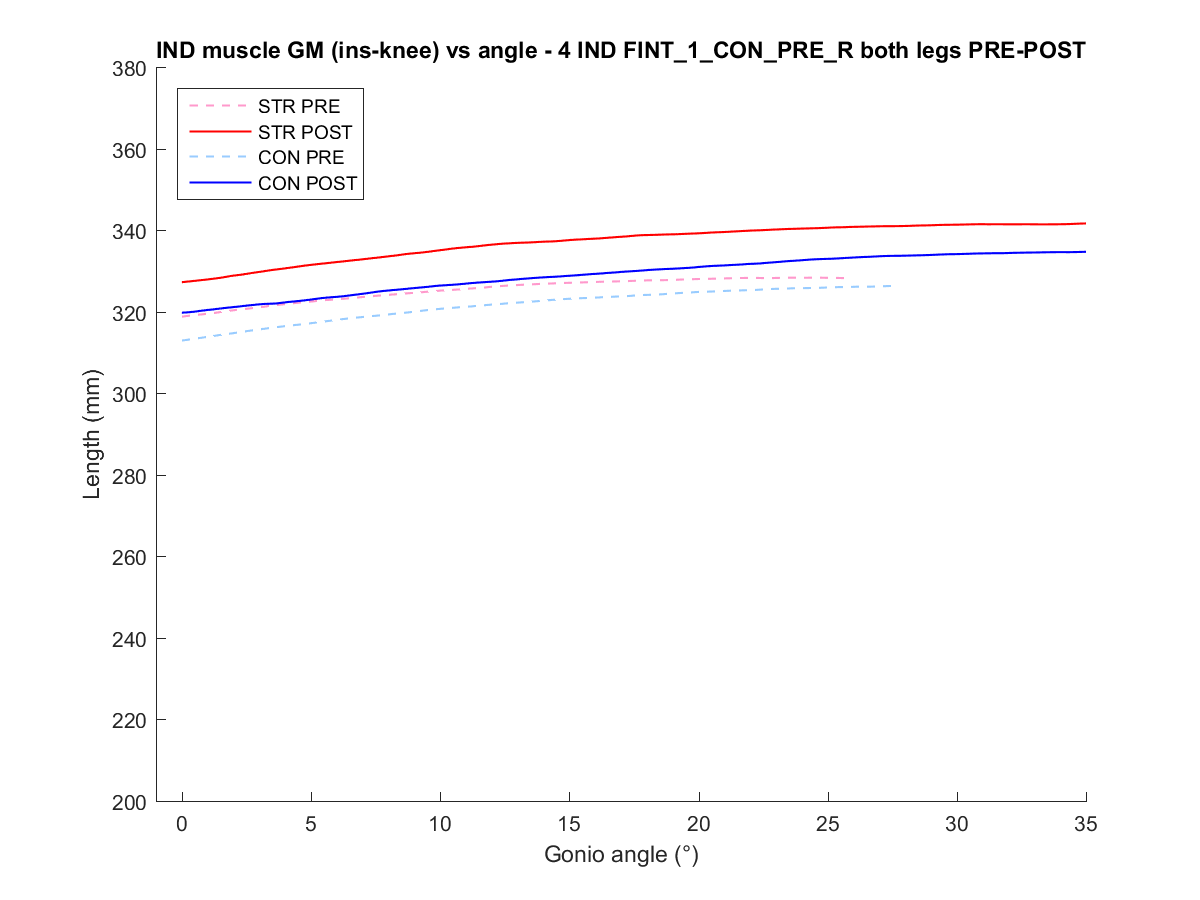 IND muscle GM (ins-knee) vs angle - 4 IND FINT_1_CON_PRE_R both legs PRE-POST
380
360
340
320
300
280
260
240
220
200
Length (mm)
STR PRE
STR POST
CON PRE
CON POST
0 5 10 15 20 25 30 35
Gonio angle (°)